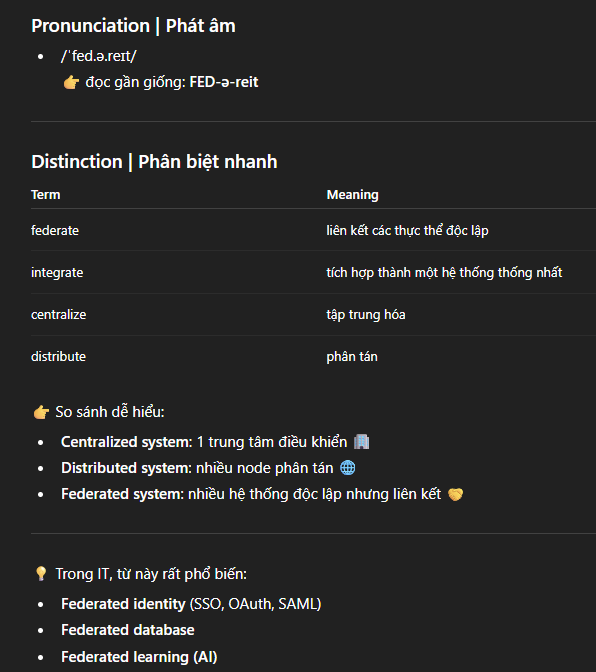 Pronunciation | Phát âm
/ˈfed.ə.reɪt/
👉 đọc gần giống: FED-ə-reit
Distinction | Phân biệt nhanh
Term Meaning
federate liên kết các thực thể độc lập
integrate tích hợp thành một hệ thống thống nhất
centralize tập trung hóa
distribute phân tán
👉 So sánh dễ hiểu:
Centralized system: 1 trung tâm điều khiển 🏢
Distributed system: nhiều node phân tán 🌐
Federated system: nhiều hệ thống độc lập nhưng liên kết 🤝
💡 Trong IT, từ này rất phổ biến:
Federated identity (SSO, OAuth, SAML)
Federated database
Federated learning (AI)